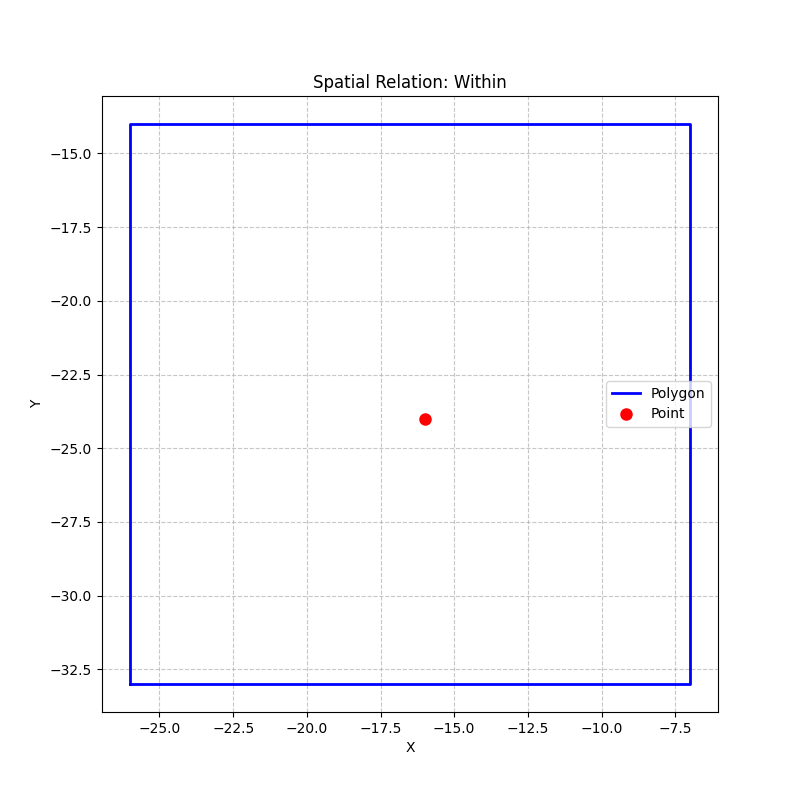 Spatial Relation: Within
−15.0
−17.5
−20.0
−22.5
−25.0
−27.5
−30.0
−32.5
Y
Polygon
Point
−25.0 −22.5 −20.0 −17.5 −15.0 −12.5 −10.0 −7.5
X